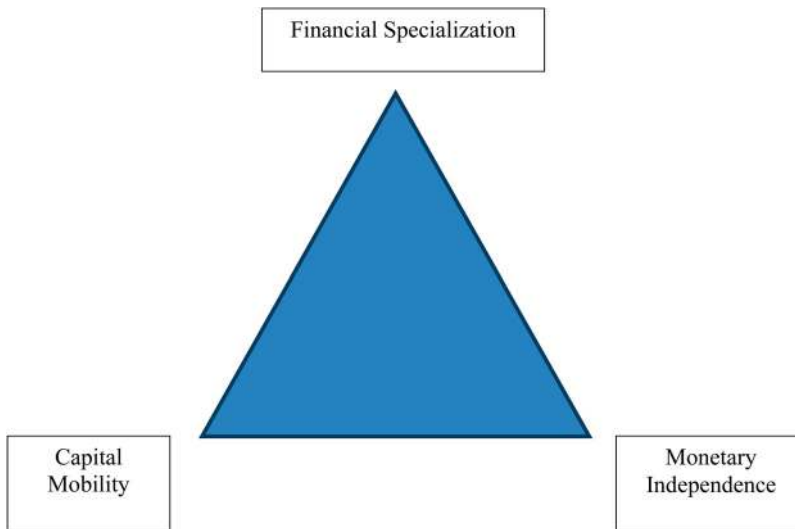 Financial Specialization
Capital
Mobility
Monetary
Independence